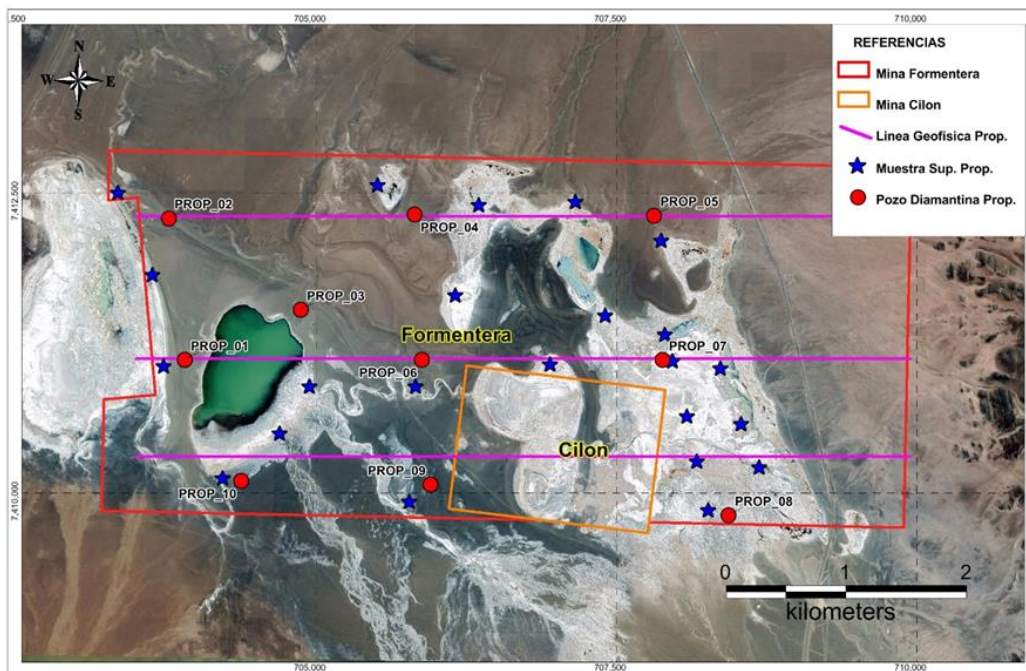 ,500
705,000
707,500
710,000
N
W E
S
REFERENCIAS
Mina Formentera
Mina Cilon
Linea Geofísica Prop.
Muestra Sup. Prop.
Pozo Diamantina Prop.
7,412,500
PROP_02
PROP_04
PROP_05
PROP_03
Formentera
PROP_01
PROP_06
PROP_07
Cilon
PROP_09
PROP_10
7,410,000
PROP_08
0 1 2
kilometers
705,000
707,500
710,000